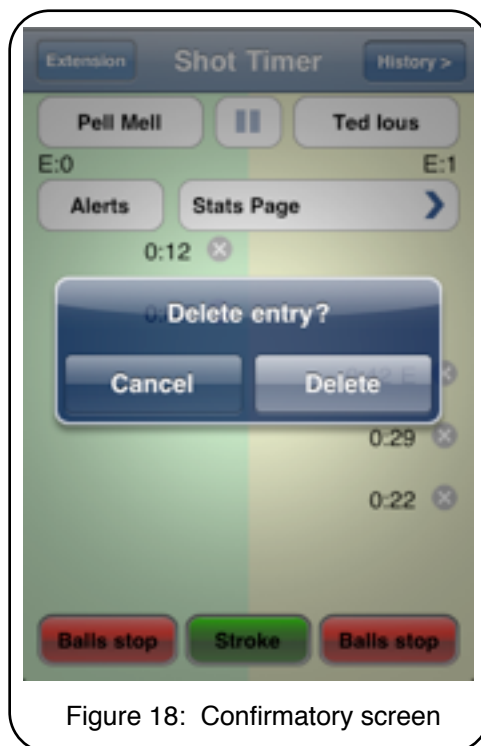 Extension Shot Timer History >
Pell Mell Ted Ious
E:0 E:1
Alerts Stats Page
0:12
Delete entry?
Cancel Delete
0:29
0:22
Balls stop Stroke Balls stop
Figure 18: Confirmatory screen